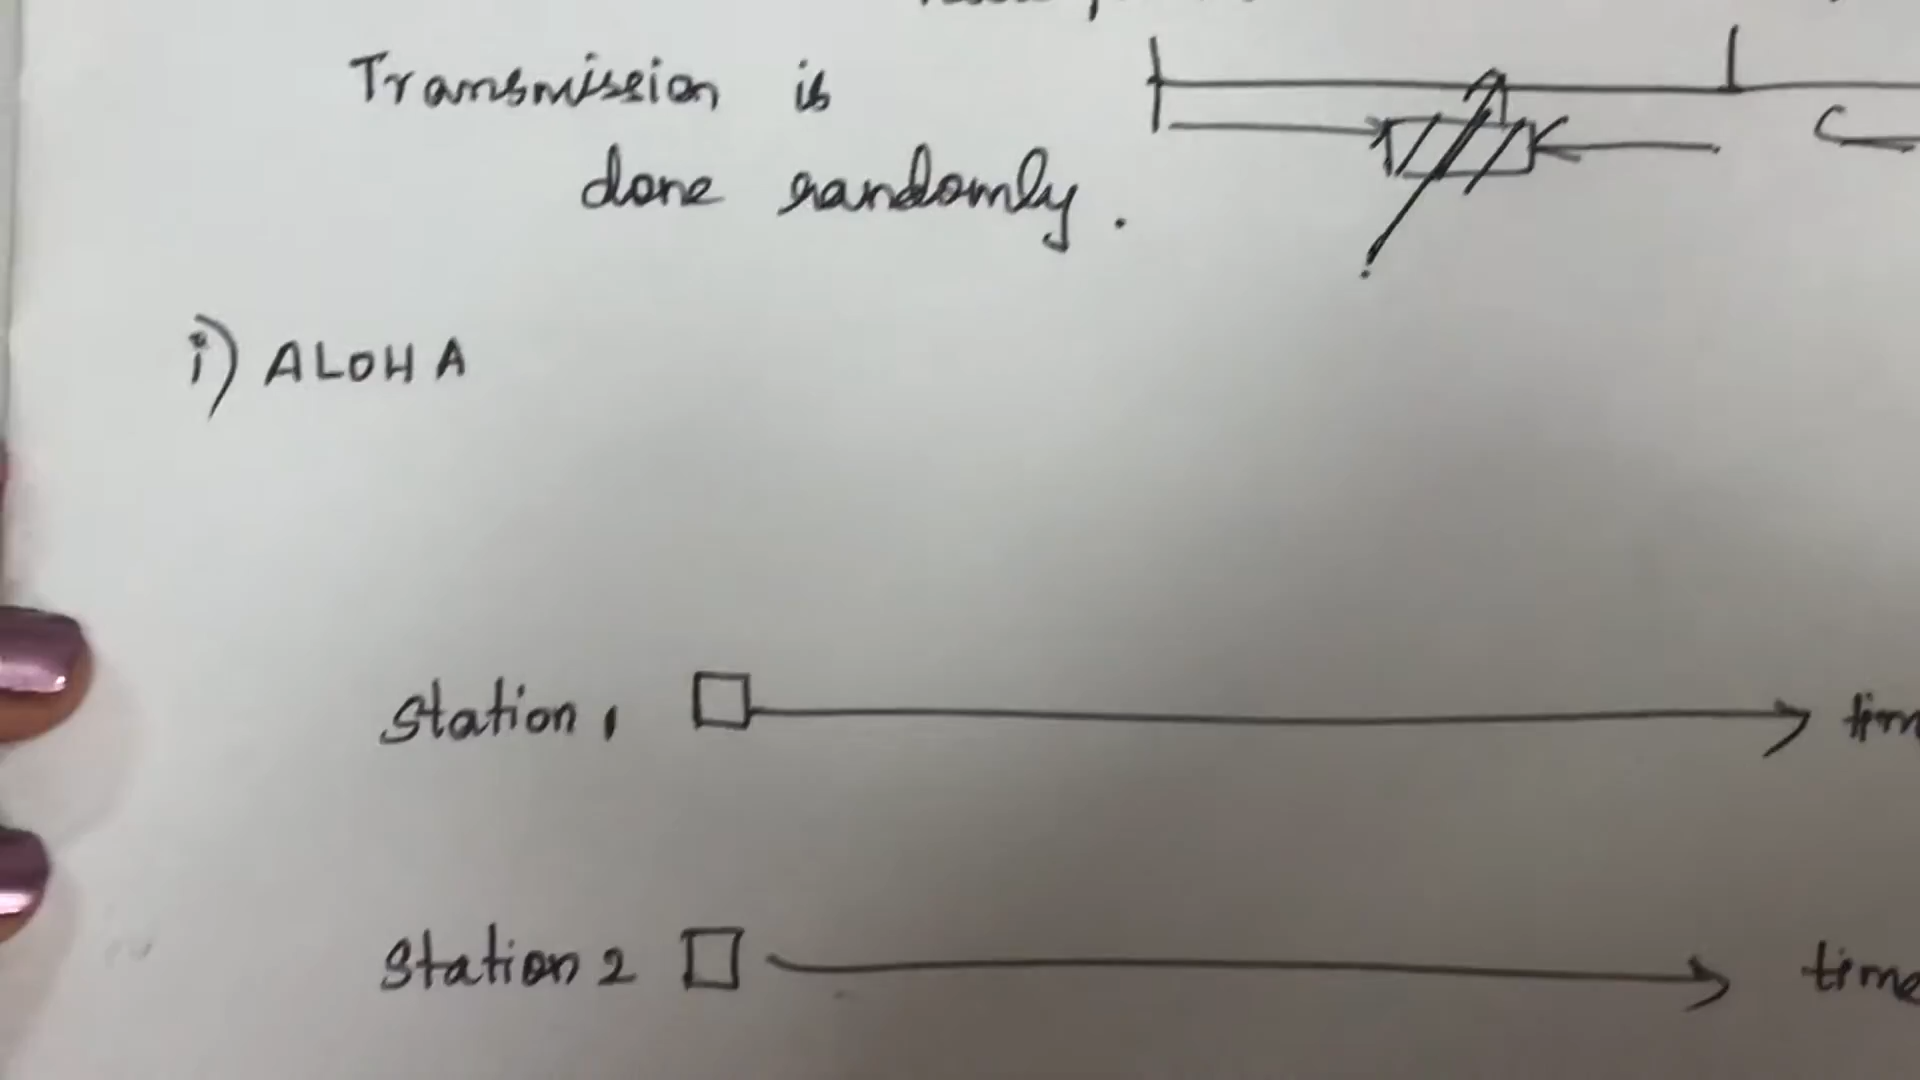 Transmission is
done randomly.
i) ALOHA
Station 1
Station 2 time